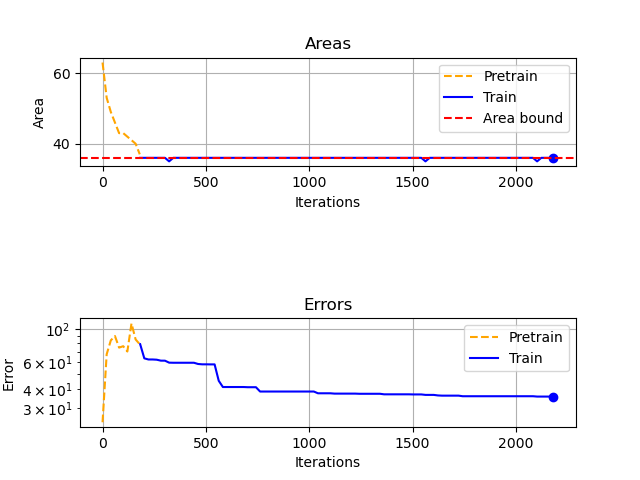 Areas
60
40
Area
Pretrain
Train
Area bound
0 500 1000 1500 2000
Iterations
Errors
10²
6 × 10¹
4 × 10¹
3 × 10¹
Error
Pretrain
Train
0 500 1000 1500 2000
Iterations